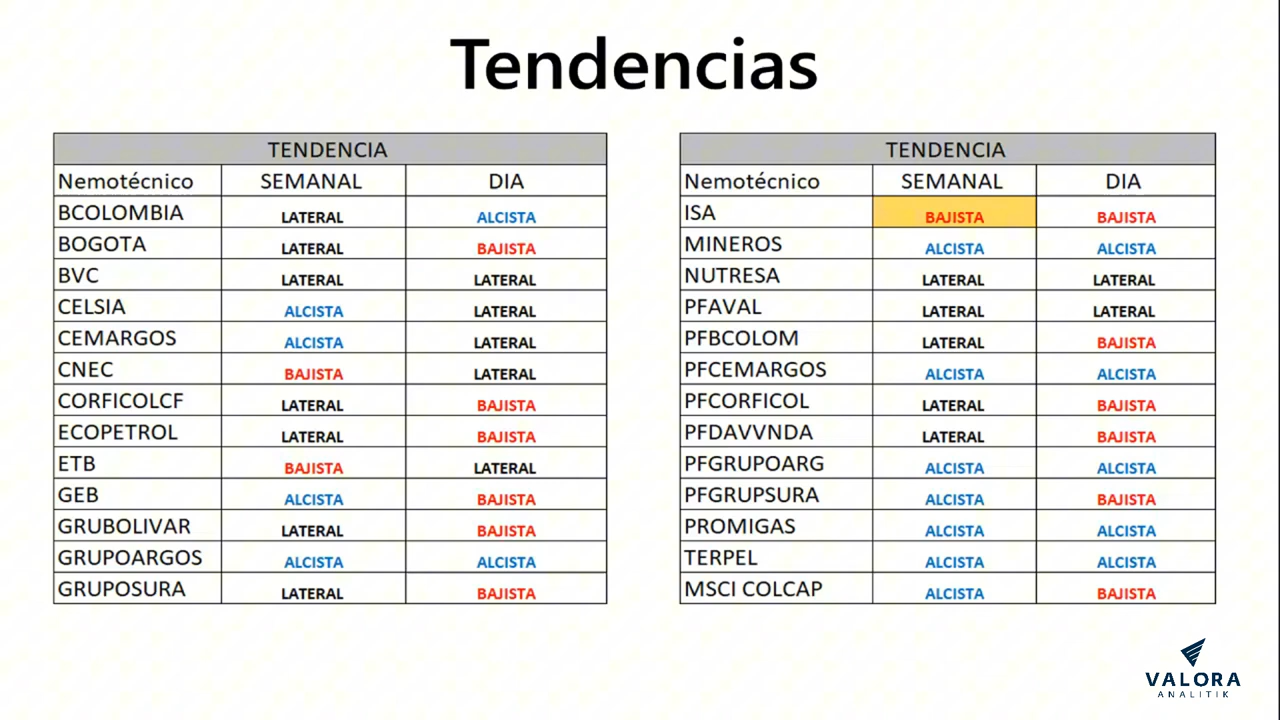 Tendencias
TENDENCIA
Nemotécnico SEMANAL DIA
BCOLOMBIA LATERAL ALCISTA
BOGOTA LATERAL BAJISTA
BVC LATERAL LATERAL
CELSIA ALCISTA LATERAL
CEMARGOS ALCISTA LATERAL
CNEC BAJISTA LATERAL
CORFICOLCF LATERAL BAJISTA
ECOPETROL LATERAL BAJISTA
ETB BAJISTA LATERAL
GEB ALCISTA BAJISTA
GRUBOLIVAR LATERAL BAJISTA
GRUPOARGOS ALCISTA ALCISTA
GRUPOSURA LATERAL BAJISTA
TENDENCIA
Nemotécnico SEMANAL DIA
ISA BAJISTA BAJISTA
MINEROS ALCISTA ALCISTA
NUTRESA LATERAL LATERAL
PFAVAL LATERAL LATERAL
PFBCOLOM LATERAL BAJISTA
PFCEMARGOS ALCISTA ALCISTA
PFCORFICOL LATERAL BAJISTA
PFDAVVNDA LATERAL BAJISTA
PFGRUPOARG ALCISTA ALCISTA
PFGRUPSURA ALCISTA BAJISTA
PROMIGAS ALCISTA ALCISTA
TERPEL ALCISTA ALCISTA
MSCI COLCAP ALCISTA BAJISTA
VALORA
ANALITIK